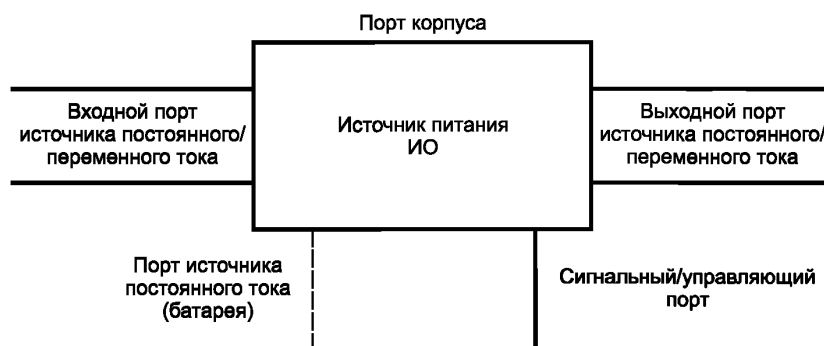 Порт корпуса
Входной порт
источника постоянного/
переменного тока
Источник питания
ИО
Выходной порт
источника постоянного/
переменного тока
Порт источника
постоянного тока
(батарея)
Сигнальный/управляющий
порт